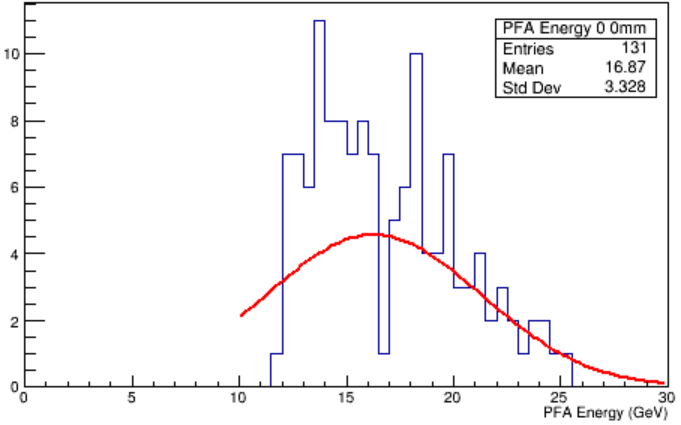 PFA Energy 0 0mm
Entries 131
Mean 16.87
Std Dev 3.328
10
8
6
4
2
0
0 5 10 15 20 25 30
PFA Energy (GeV)